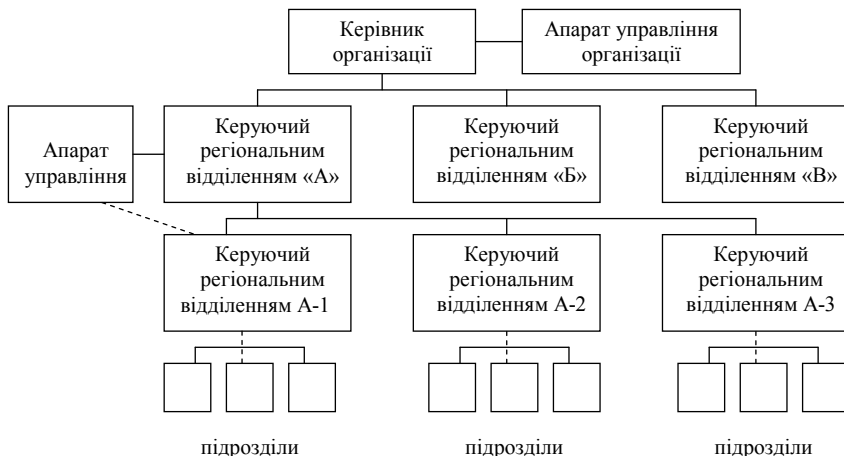 Керівник
організації
Апарат управління
організації
Апарат
управління
Керуючий
регіональним
відділенням «А»
Керуючий
регіональним
відділенням «Б»
Керуючий
регіональним
відділенням «В»
Керуючий
регіональним
відділенням А-1
Керуючий
регіональним
відділенням А-2
Керуючий
регіональним
відділенням А-3
підрозділи
підрозділи
підрозділи